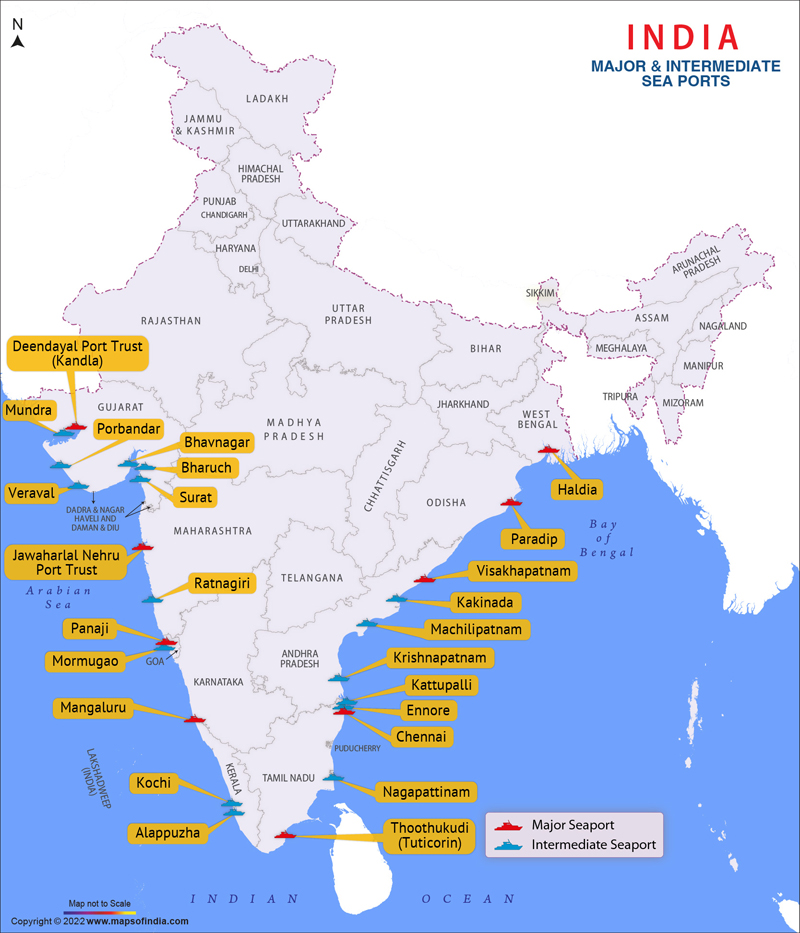 N
INDIA
MAJOR & INTERMEDIATE
SEA PORTS
LADAKH
JAMMU
& KASHMIR
HIMACHAL
PRADESH
PUNJAB
CHANDIGARH
UTTARAKHAND
HARYANA
DELHI
ARUNACHAL
PRADESH
SIKKIM
RAJASTHAN
UTTAR
PRADESH
ASSAM
NAGALAND
BIHAR
MEGHALAYA
MANIPUR
Deendayal Port Trust
(Kandla)
TRIPURA
MIZORAM
JHARKHAND
WEST
BENGAL
GUJARAT
Mundra
Porbandar
MADHYA
PRADESH
Bhavnagar
Bharuch
CHHATTISGARH
Veraval
Surat
Haldia
DADRA & NAGAR
HAVELI AND
DAMAN & DIU
ODISHA
MAHARASHTRA
Paradip
Bay
of
Bengal
Jawaharlal Nehru
Port Trust
Visakhapatnam
TELANGANA
Ratnagiri
Arabian
Sea
Kakinada
Panaji
Machilipatnam
Mormugao
GOA
ANDHRA
PRADESH
Krishnapatnam
KARNATAKA
Kattupalli
Mangaluru
Ennore
Chennai
PUDUCHERRY
LAKSHADWEEP
(INDIA)
KERALA
TAMIL NADU
Kochi
Nagapattinam
Alappuzha
Thoothukudi
(Tuticorin)
Major Seaport
Intermediate Seaport
INDIAN OCEAN
Map not to Scale
Copyright © 2022 www.mapsofindia.com